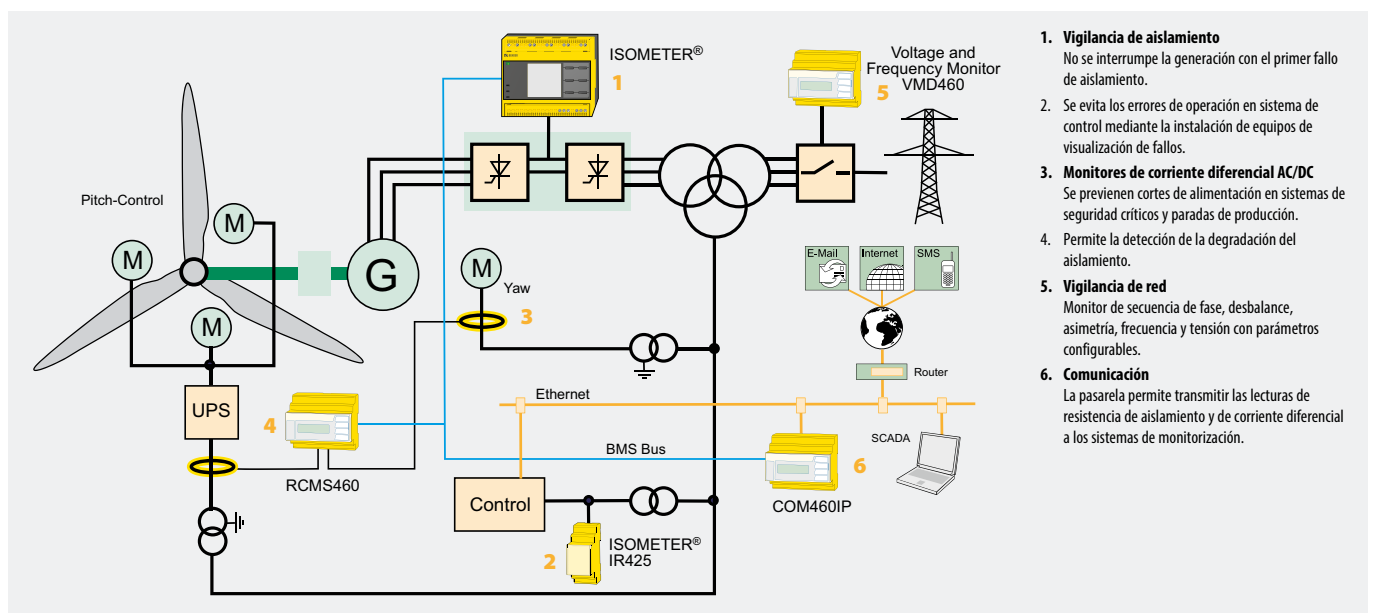 ISOMETER®
1
Voltage and
Frequency Monitor
VMD460
5
Pitch-Control
M
M
M
G
M
Yaw
3
E-Mail
Internet
SMS
Router
Ethernet
UPS
4
RCMS460
BMS Bus
SCADA
6
COM460IP
Control
2
ISOMETER®
IR425
1. Vigilancia de aislamiento
No se interrumpe la generación con el primer fallo
de aislamiento.
2. Se evita los errores de operación en sistema de
control mediante la instalación de equipos de
visualización de fallos.
3. Monitores de corriente diferencial AC/DC
Se previenen cortes de alimentación en sistemas de
seguridad críticos y paradas de producción.
4. Permite la detección de la degradación del
aislamiento.
5. Vigilancia de red
Monitor de secuencia de fase, desbalance,
asimetría, frecuencia y tensión con parámetros
configurables.
6. Comunicación
La pasarela permite transmitir las lecturas de
resistencia de aislamiento y de corriente diferencial
a los sistemas de monitorización.